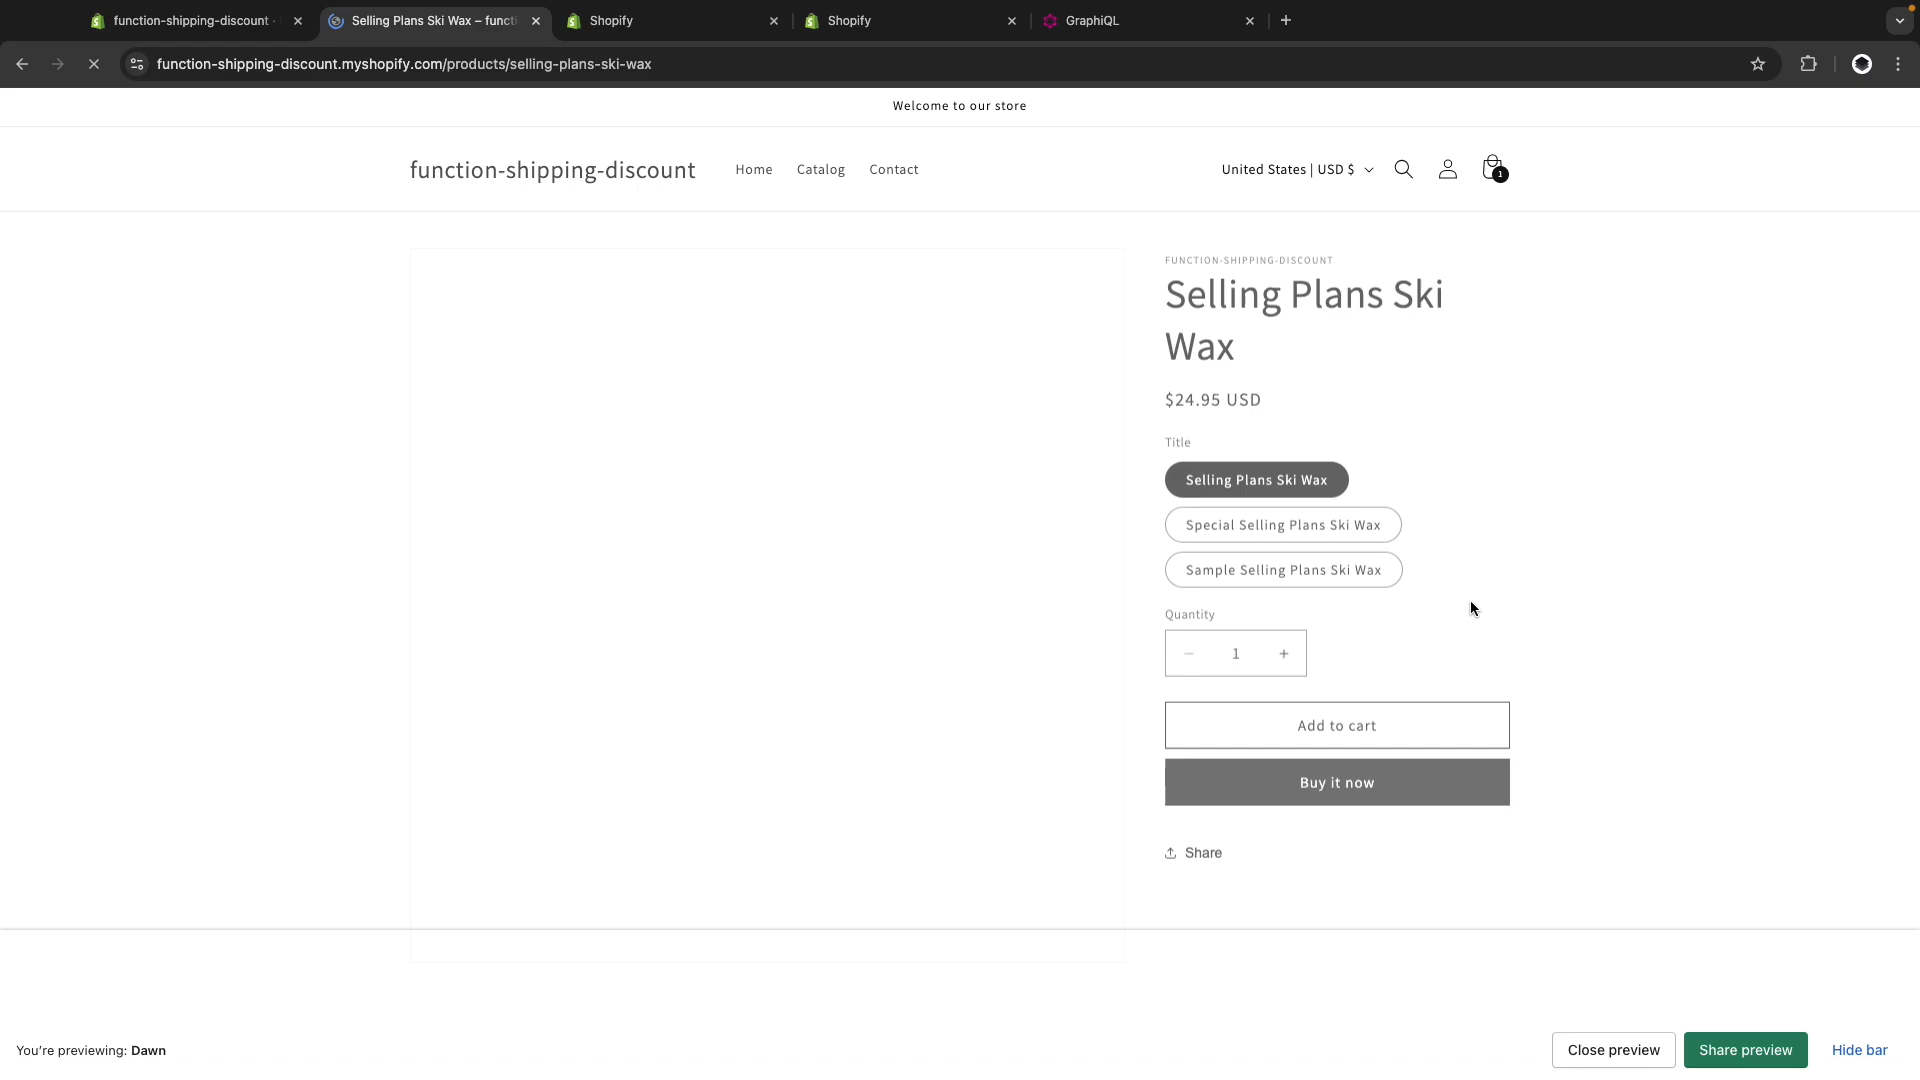 function-shipping-discount ·
Selling Plans Ski Wax – functi
Shopify
Shopify
GraphiQL
function-shipping-discount.myshopify.com/products/selling-plans-ski-wax
Welcome to our store
function-shipping-discount
Home
Catalog
Contact
United States | USD $
1
FUNCTION-SHIPPING-DISCOUNT
Selling Plans Ski
Wax
$24.95 USD
Title
Selling Plans Ski Wax
Special Selling Plans Ski Wax
Sample Selling Plans Ski Wax
Quantity
− 1 +
Add to cart
Buy it now
Share
You're previewing: Dawn
Close preview
Share preview
Hide bar